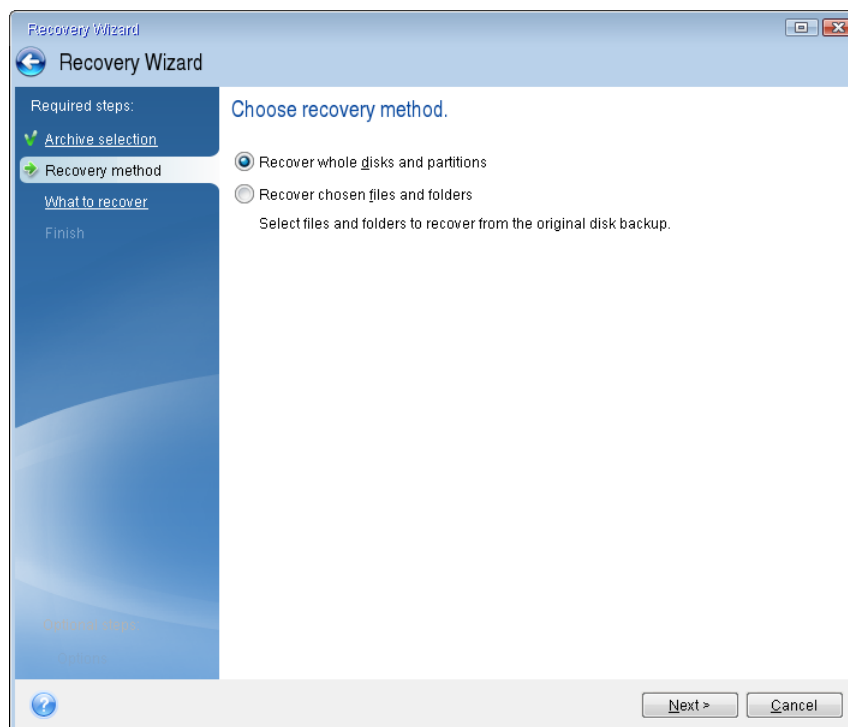 Recovery Wizard
Recovery Wizard
Required steps:
Archive selection
Recovery method
What to recover
Finish
Choose recovery method.
Recover whole disks and partitions
Recover chosen files and folders
Select files and folders to recover from the original disk backup.
?
Next >
Cancel